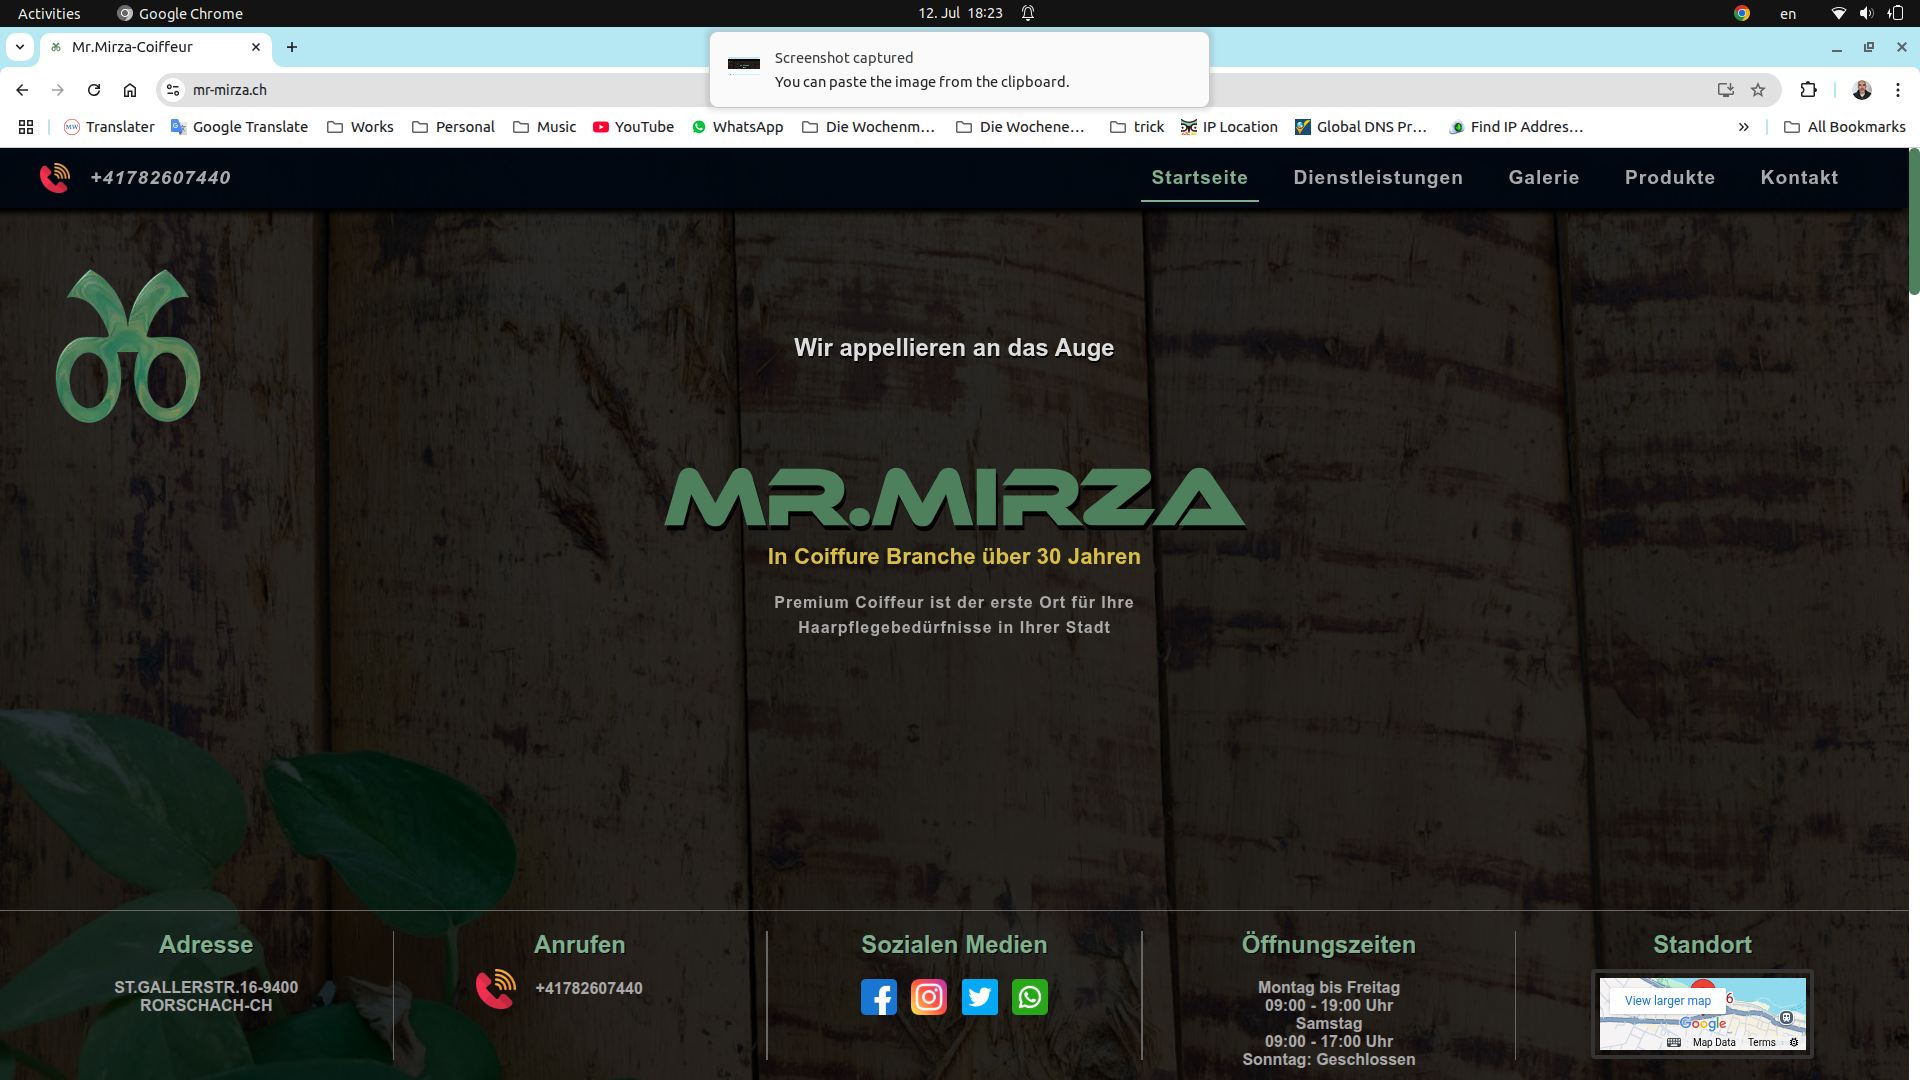 Activities
Google Chrome
12. Jul 18:23
en
Mr.Mirza-Coiffeur
Screenshot captured
You can paste the image from the clipboard.
mr-mirza.ch
Translater
Google Translate
Works
Personal
Music
YouTube
WhatsApp
Die Wochenm...
Die Wochene...
trick
IP Location
Global DNS Pr...
Find IP Addres...
All Bookmarks
+41782607440
Startseite
Dienstleistungen
Galerie
Produkte
Kontakt
Wir appellieren an das Auge
MR.MIRZA
In Coiffure Branche über 30 Jahren
Premium Coiffeur ist der erste Ort für Ihre
Haarpflegebedürfnisse in Ihrer Stadt
Adresse
ST.GALLERSTR.16-9400
RORSCHACH-CH
Anrufen
+41782607440
Sozialen Medien
Öffnungszeiten
Montag bis Freitag
09:00 - 19:00 Uhr
Samstag
09:00 - 17:00 Uhr
Sonntag: Geschlossen
Standort
View larger map
6
Google
Map Data
Terms